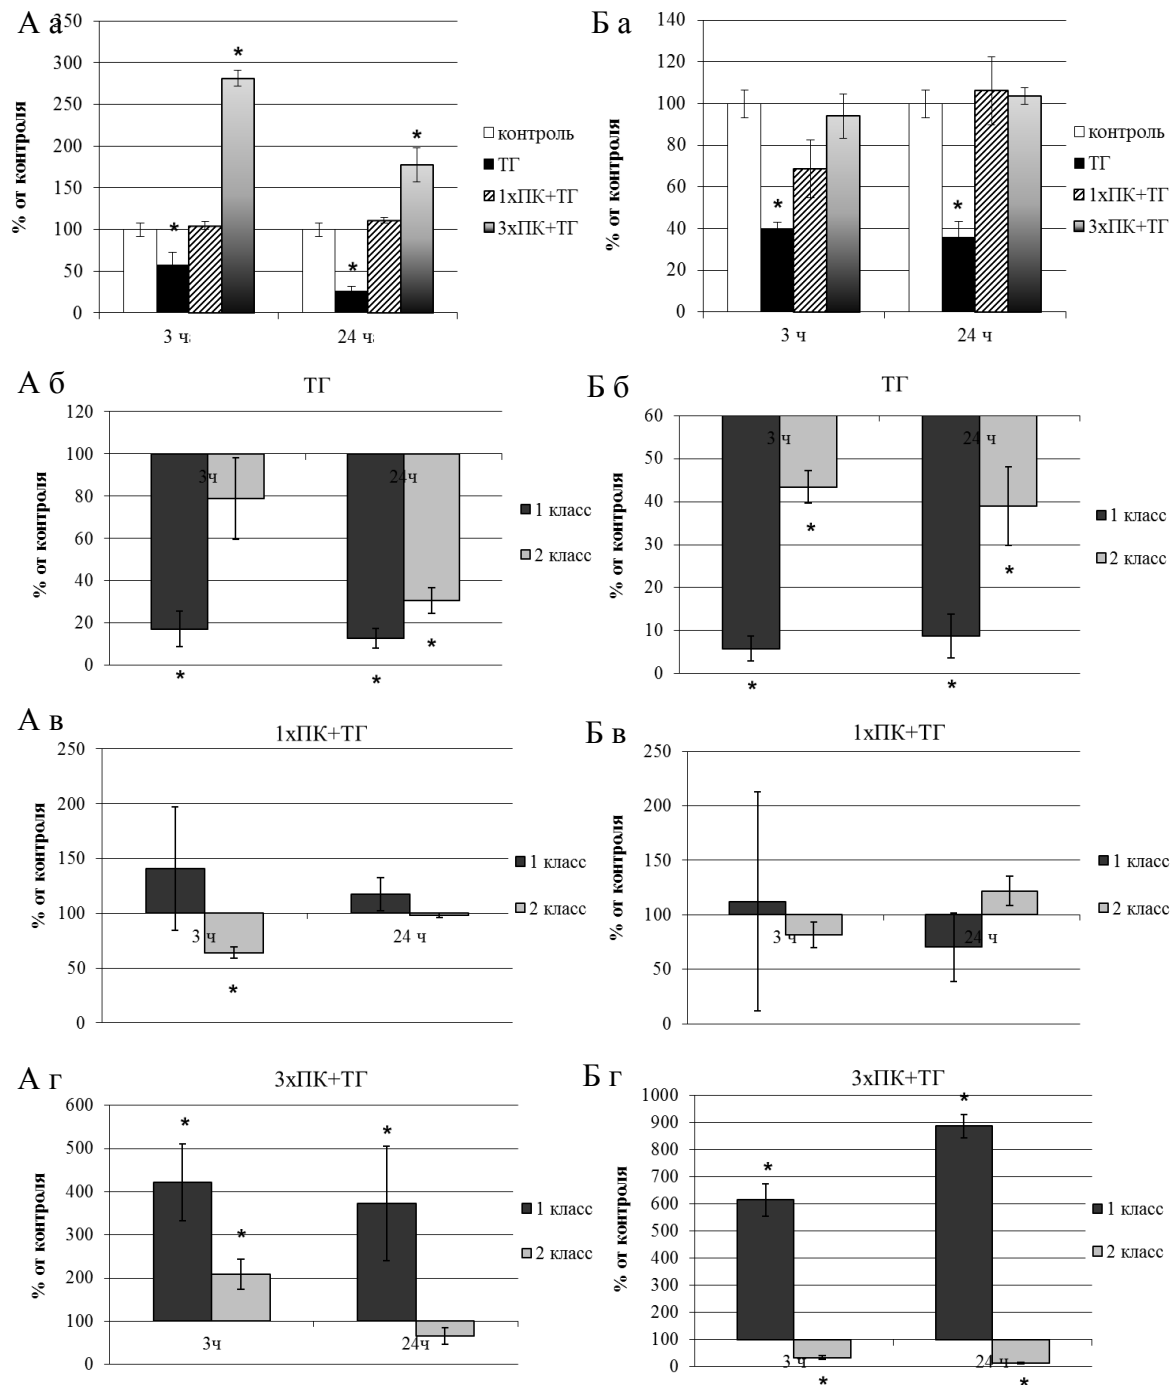 А а
350
300
250
200
150
100
50
0
% от контроля
*
*
*
*
3 ч
24 ч
контроль
ТГ
1хПК+ТГ
3хПК+ТГ
Б а
140
120
100
80
60
40
20
0
% от контроля
*
*
3 ч
24 ч
контроль
ТГ
1хПК+ТГ
3хПК+ТГ
А б
ТГ
120
100
80
60
40
20
0
% от контроля
3ч
24ч
*
*
*
1 класс
2 класс
Б б
ТГ
60
50
40
30
20
10
0
% от контроля
3 ч
24 ч
*
*
*
*
1 класс
2 класс
А в
1хПК+ТГ
250
200
150
100
50
0
% от контроля
3 ч
24 ч
*
1 класс
2 класс
Б в
1хПК+ТГ
250
200
150
100
50
0
% от контроля
3 ч
24 ч
1 класс
2 класс
А г
3хПК+ТГ
600
500
400
300
200
100
0
% от контроля
*
*
*
3ч
24ч
1 класс
2 класс
Б г
3хПК+ТГ
1000
900
800
700
600
500
400
300
200
100
0
% от контроля
*
*
3 ч
24 ч
*
*
1 класс
2 класс